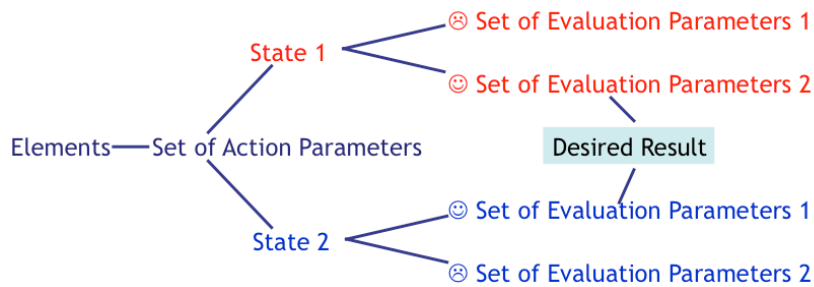 ☹ Set of Evaluation Parameters 1
State 1
☺ Set of Evaluation Parameters 2
Elements Set of Action Parameters Desired Result
☺ Set of Evaluation Parameters 1
State 2
☹ Set of Evaluation Parameters 2